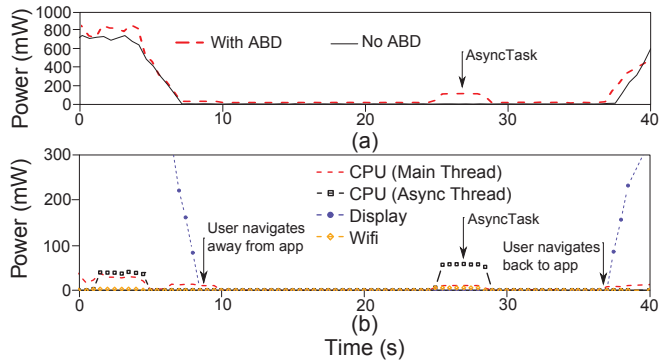 Power (mW)
1000
800
600
400
200
0
With ABD
No ABD
AsyncTask
0 10 20 30 40
(a)
Power (mW)
300
200
100
0
CPU (Main Thread)
CPU (Async Thread)
Display
Wifi
User navigates
away from app
AsyncTask
User navigates
back to app
0 10 20 30 40
(b)
Time (s)